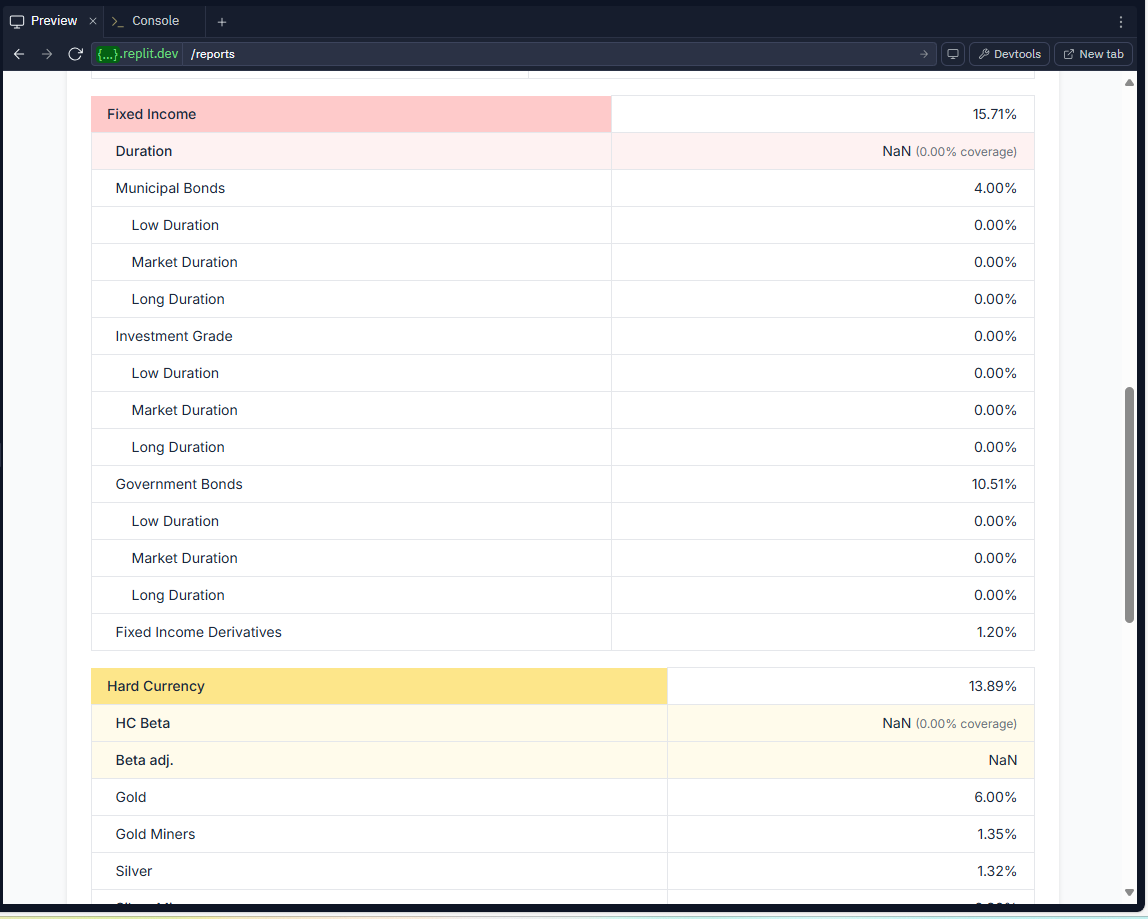 Preview × Console +
{...}.replit.dev /reports → Devtools New tab
Fixed Income 15.71%
Duration NaN (0.00% coverage)
Municipal Bonds 4.00%
Low Duration 0.00%
Market Duration 0.00%
Long Duration 0.00%
Investment Grade 0.00%
Low Duration 0.00%
Market Duration 0.00%
Long Duration 0.00%
Government Bonds 10.51%
Low Duration 0.00%
Market Duration 0.00%
Long Duration 0.00%
Fixed Income Derivatives 1.20%
Hard Currency 13.89%
HC Beta NaN (0.00% coverage)
Beta adj. NaN
Gold 6.00%
Gold Miners 1.35%
Silver 1.32%